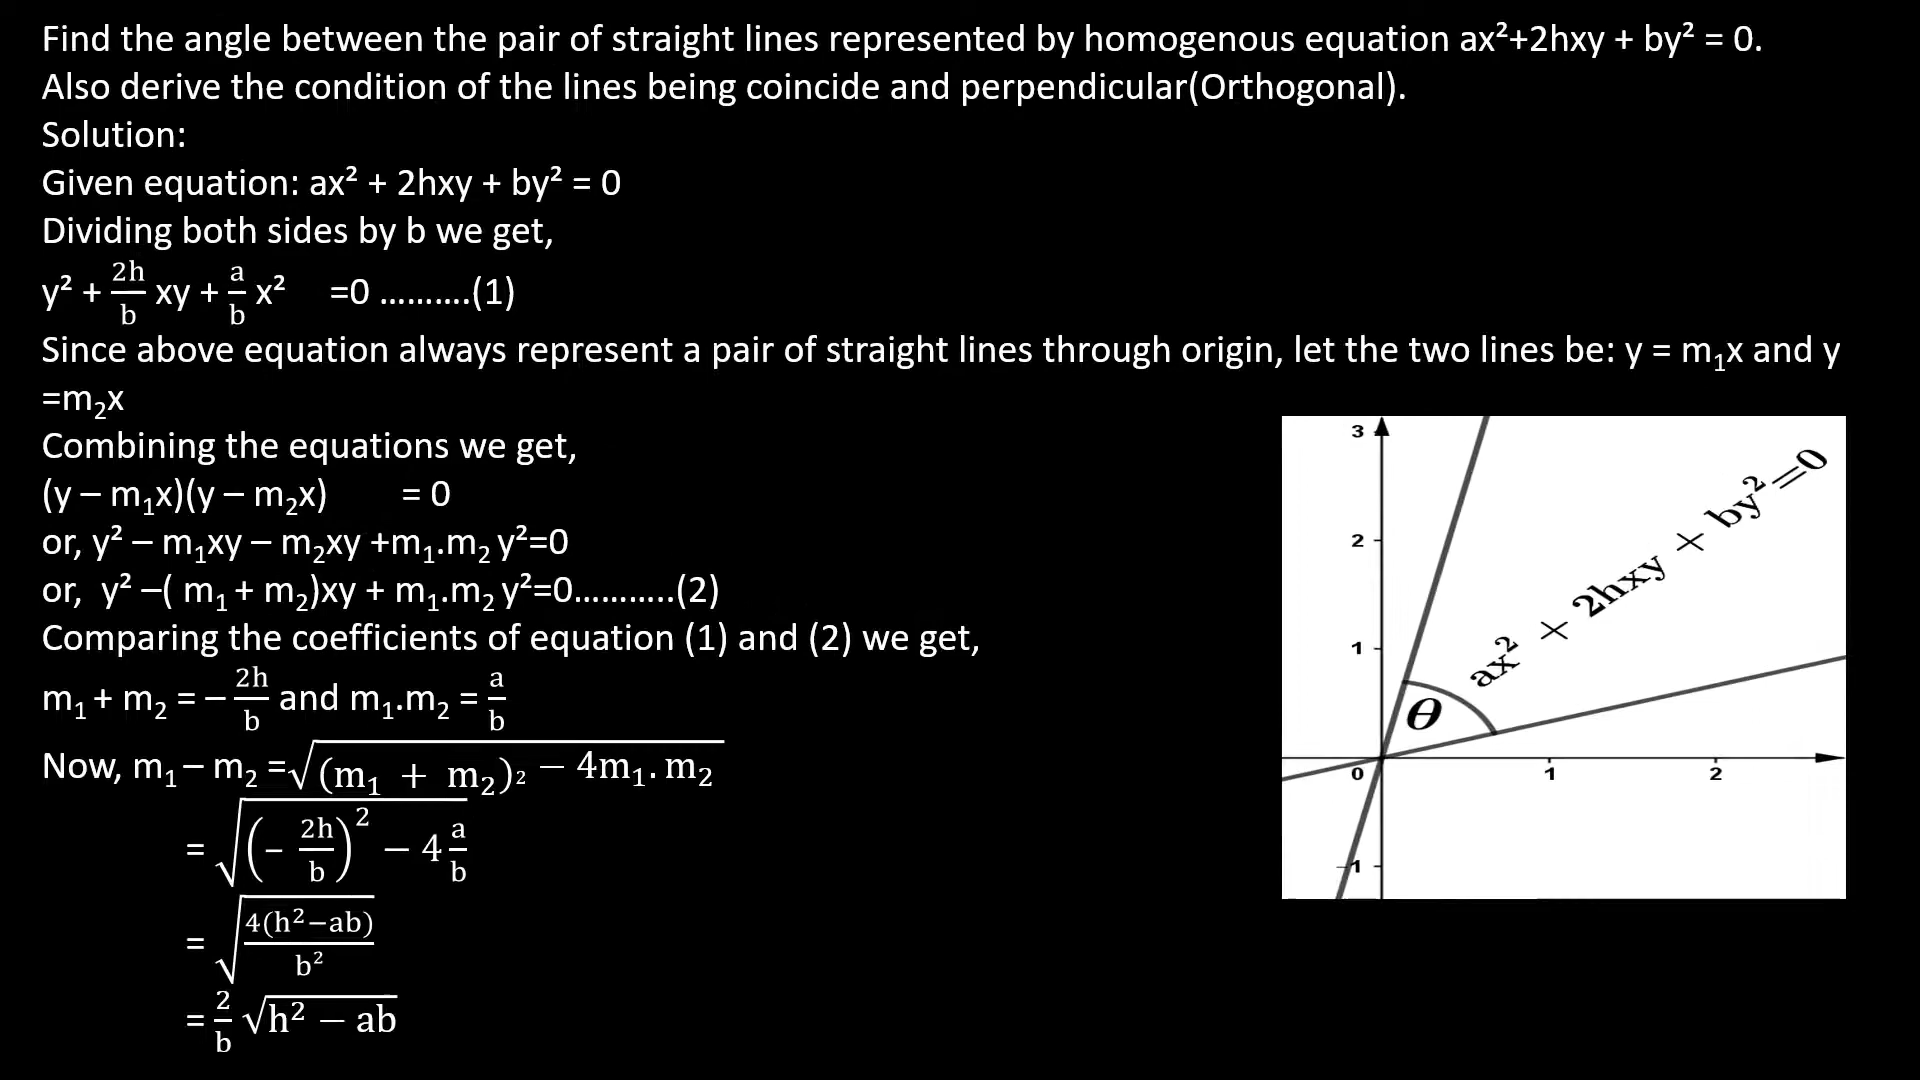 Find the angle between the pair of straight lines represented by homogenous equation ax²+2hxy + by² = 0.
Also derive the condition of the lines being coincide and perpendicular(Orthogonal).
Solution:
Given equation: ax² + 2hxy + by² = 0
Dividing both sides by b we get,
y² + 2h/b xy + a/b x² =0 ..........(1)
Since above equation always represent a pair of straight lines through origin, let the two lines be: y = m₁x and y
=m₂x
Combining the equations we get,
(y – m₁x)(y – m₂x) = 0
or, y² – m₁xy – m₂xy +m₁.m₂ y²=0
or, y² –( m₁ + m₂)xy + m₁.m₂ y²=0...........(2)
Comparing the coefficients of equation (1) and (2) we get,
m₁ + m₂ = – 2h/b and m₁.m₂ = a/b
Now, m₁ – m₂ =√((m₁ + m₂)₂ − 4m₁. m₂)
= √((– 2h/b)² − 4 a/b)
= √(4(h²−ab)/b²)
= 2/b √(h² − ab)
3
2
1
0
1
2
-1
θ
ax² × 2hxy × by²=0